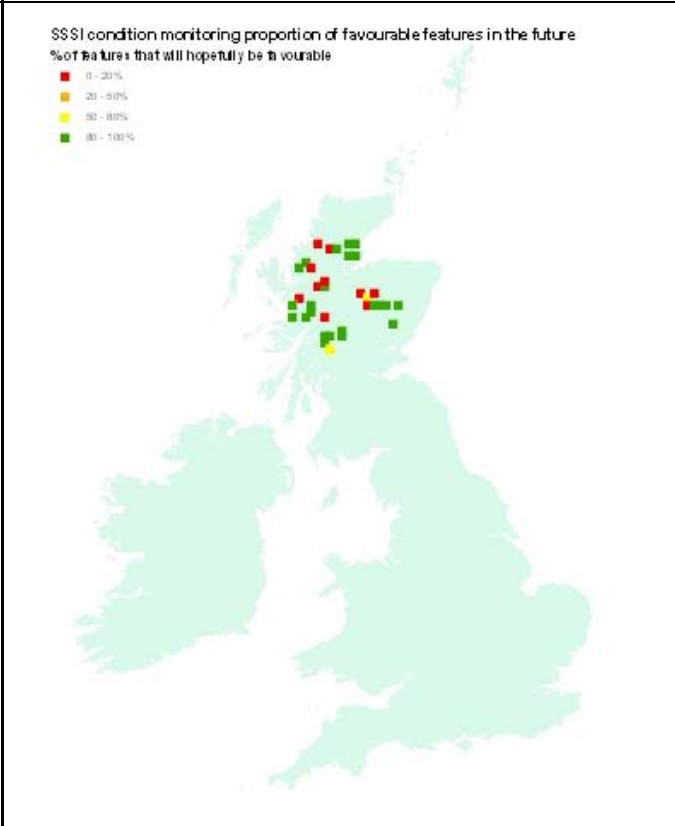 SSSI condition monitoring proportion of favourable features in the future
% of features that will hopefully be favourable
0 - 20%
20 - 50%
50 - 80%
80 - 100%